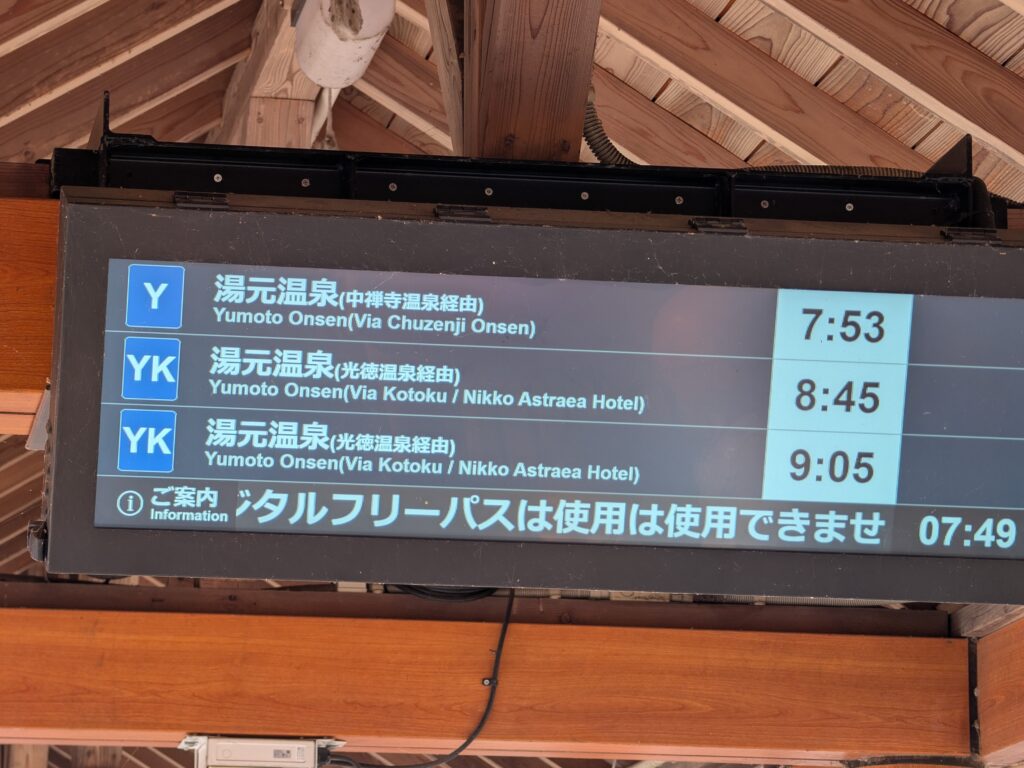 Y 湯元温泉(中禅寺温泉経由) 7:53
Yumoto Onsen(Via Chuzenji Onsen)
YK 湯元温泉(光徳温泉経由) 8:45
Yumoto Onsen(Via Kotoku / Nikko Astraea Hotel)
YK 湯元温泉(光徳温泉経由) 9:05
Yumoto Onsen(Via Kotoku / Nikko Astraea Hotel)
i ご案内 ジタルフリーパスは使用は使用できませ 07:49
Information